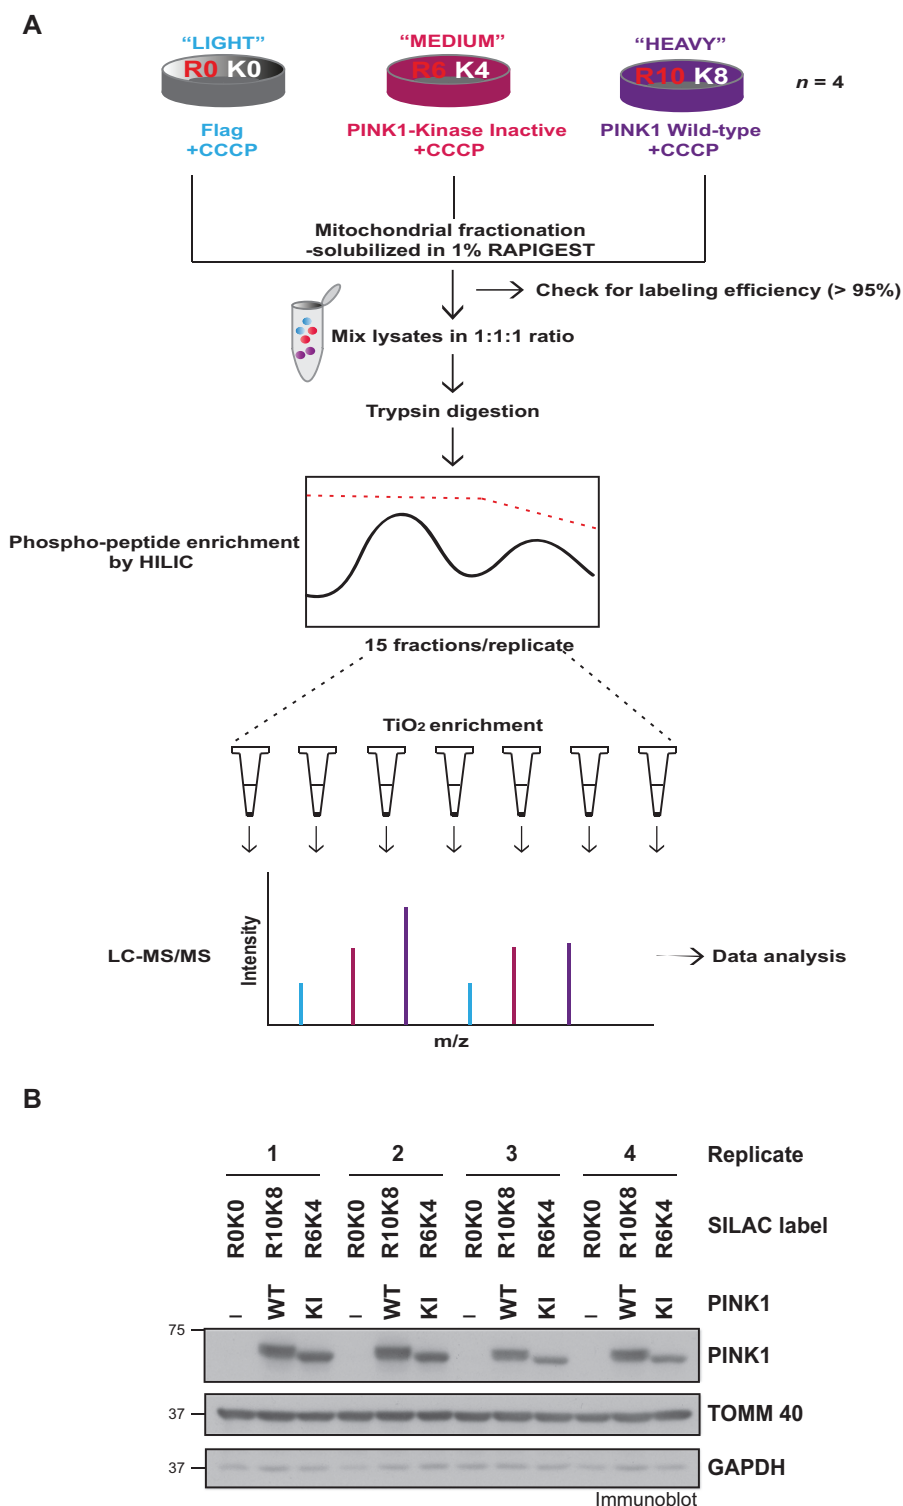 A
“LIGHT”
“MEDIUM”
“HEAVY”
R0 K0
R6 K4
R10 K8
n = 4
Flag
+CCCP
PINK1-Kinase Inactive
+CCCP
PINK1 Wild-type
+CCCP
Mitochondrial fractionation
-solubilized in 1% RAPIGEST
Check for labeling efficiency (> 95%)
Mix lysates in 1:1:1 ratio
Trypsin digestion
Phospho-peptide enrichment
by HILIC
15 fractions/replicate
TiO2 enrichment
LC-MS/MS
Intensity
m/z
Data analysis
B
1 2 3 4 Replicate
R0K0 R10K8 R6K4 R0K0 R10K8 R6K4 R0K0 R10K8 R6K4 R0K0 R10K8 R6K4 SILAC label
– WT KI – WT KI – WT KI – WT KI PINK1
75
PINK1
37
TOMM 40
37
GAPDH
Immunoblot